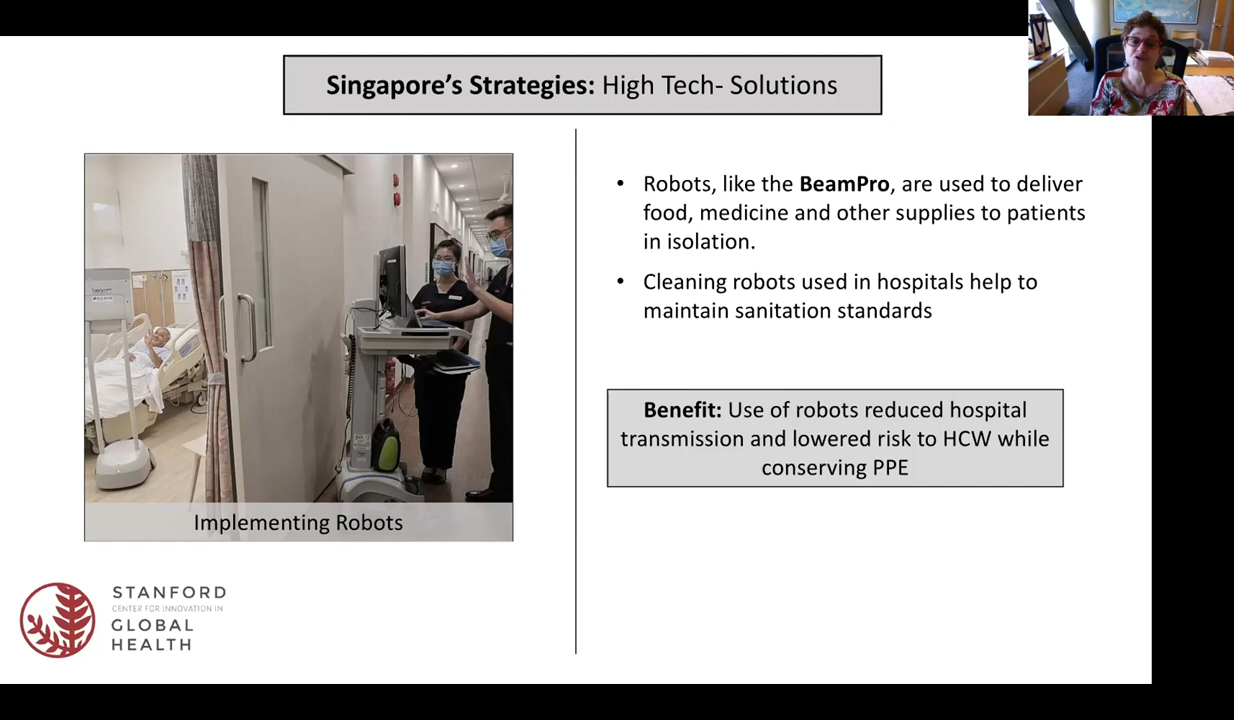 Singapore's Strategies: High Tech- Solutions
Robots, like the BeamPro, are used to deliver
food, medicine and other supplies to patients
in isolation.
Cleaning robots used in hospitals help to
maintain sanitation standards
Benefit: Use of robots reduced hospital
transmission and lowered risk to HCW while
conserving PPE
Implementing Robots
STANFORD
CENTER FOR INNOVATION IN
GLOBAL
HEALTH